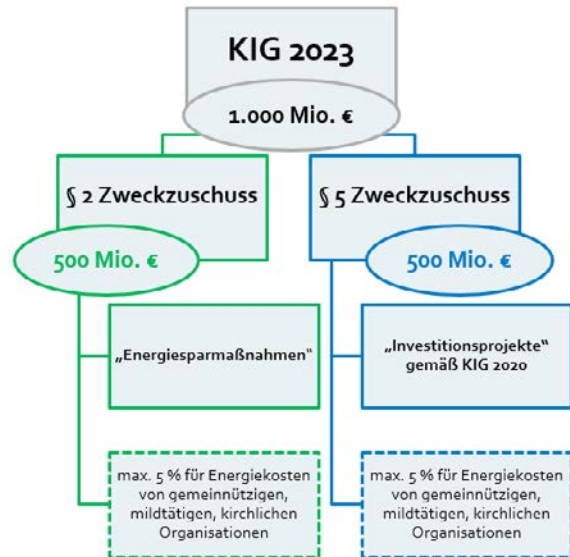 KIG 2023
1.000 Mio. €
§ 2 Zweckzuschuss
500 Mio. €
„Energiesparmaßnahmen“
max. 5 % für Energiekosten
von gemeinnützigen,
mildtätigen, kirchlichen
Organisationen
§ 5 Zweckzuschuss
500 Mio. €
„Investitionsprojekte“
gemäß KIG 2020
max. 5 % für Energiekosten
von gemeinnützigen,
mildtätigen, kirchlichen
Organisationen